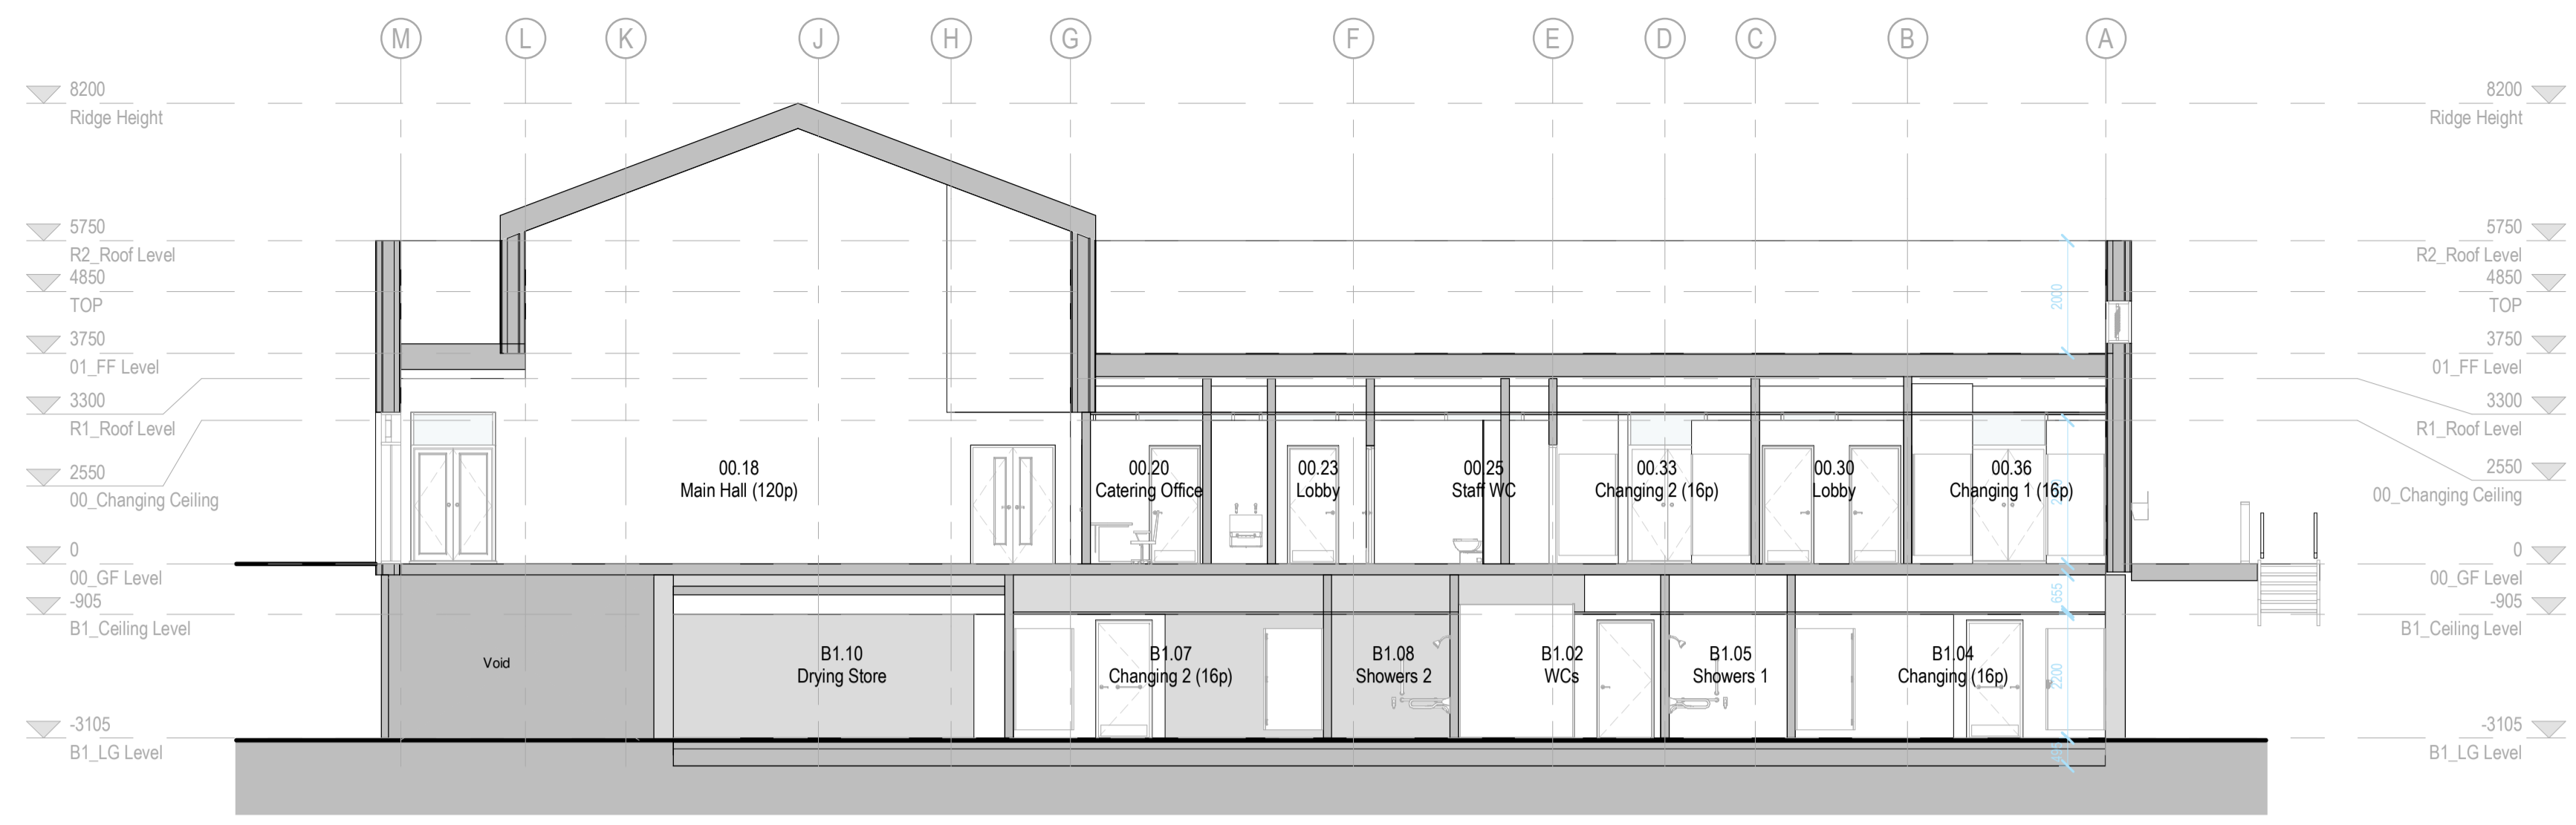 M L K J H G F E D C B A
8200
Ridge Height
5750
R2_Roof Level
4850
TOP
3750
01_FF Level
3300
R1_Roof Level
2550
00_Changing Ceiling
0
00_GF Level
-905
B1_Ceiling Level
-3105
B1_LG Level
00.18
Main Hall (120p)
00.20
Catering Office
00.23
Lobby
00.25
Staff WC
00.33
Changing 2 (16p)
00.30
Lobby
00.36
Changing 1 (16p)
Void
B1.10
Drying Store
B1.07
Changing 2 (16p)
B1.08
Showers 2
B1.02
WCs
B1.05
Showers 1
B1.04
Changing (16p)
2000
655
2200
8200
Ridge Height
5750
R2_Roof Level
4850
TOP
3750
01_FF Level
3300
R1_Roof Level
2550
00_Changing Ceiling
0
00_GF Level
-905
B1_Ceiling Level
-3105
B1_LG Level